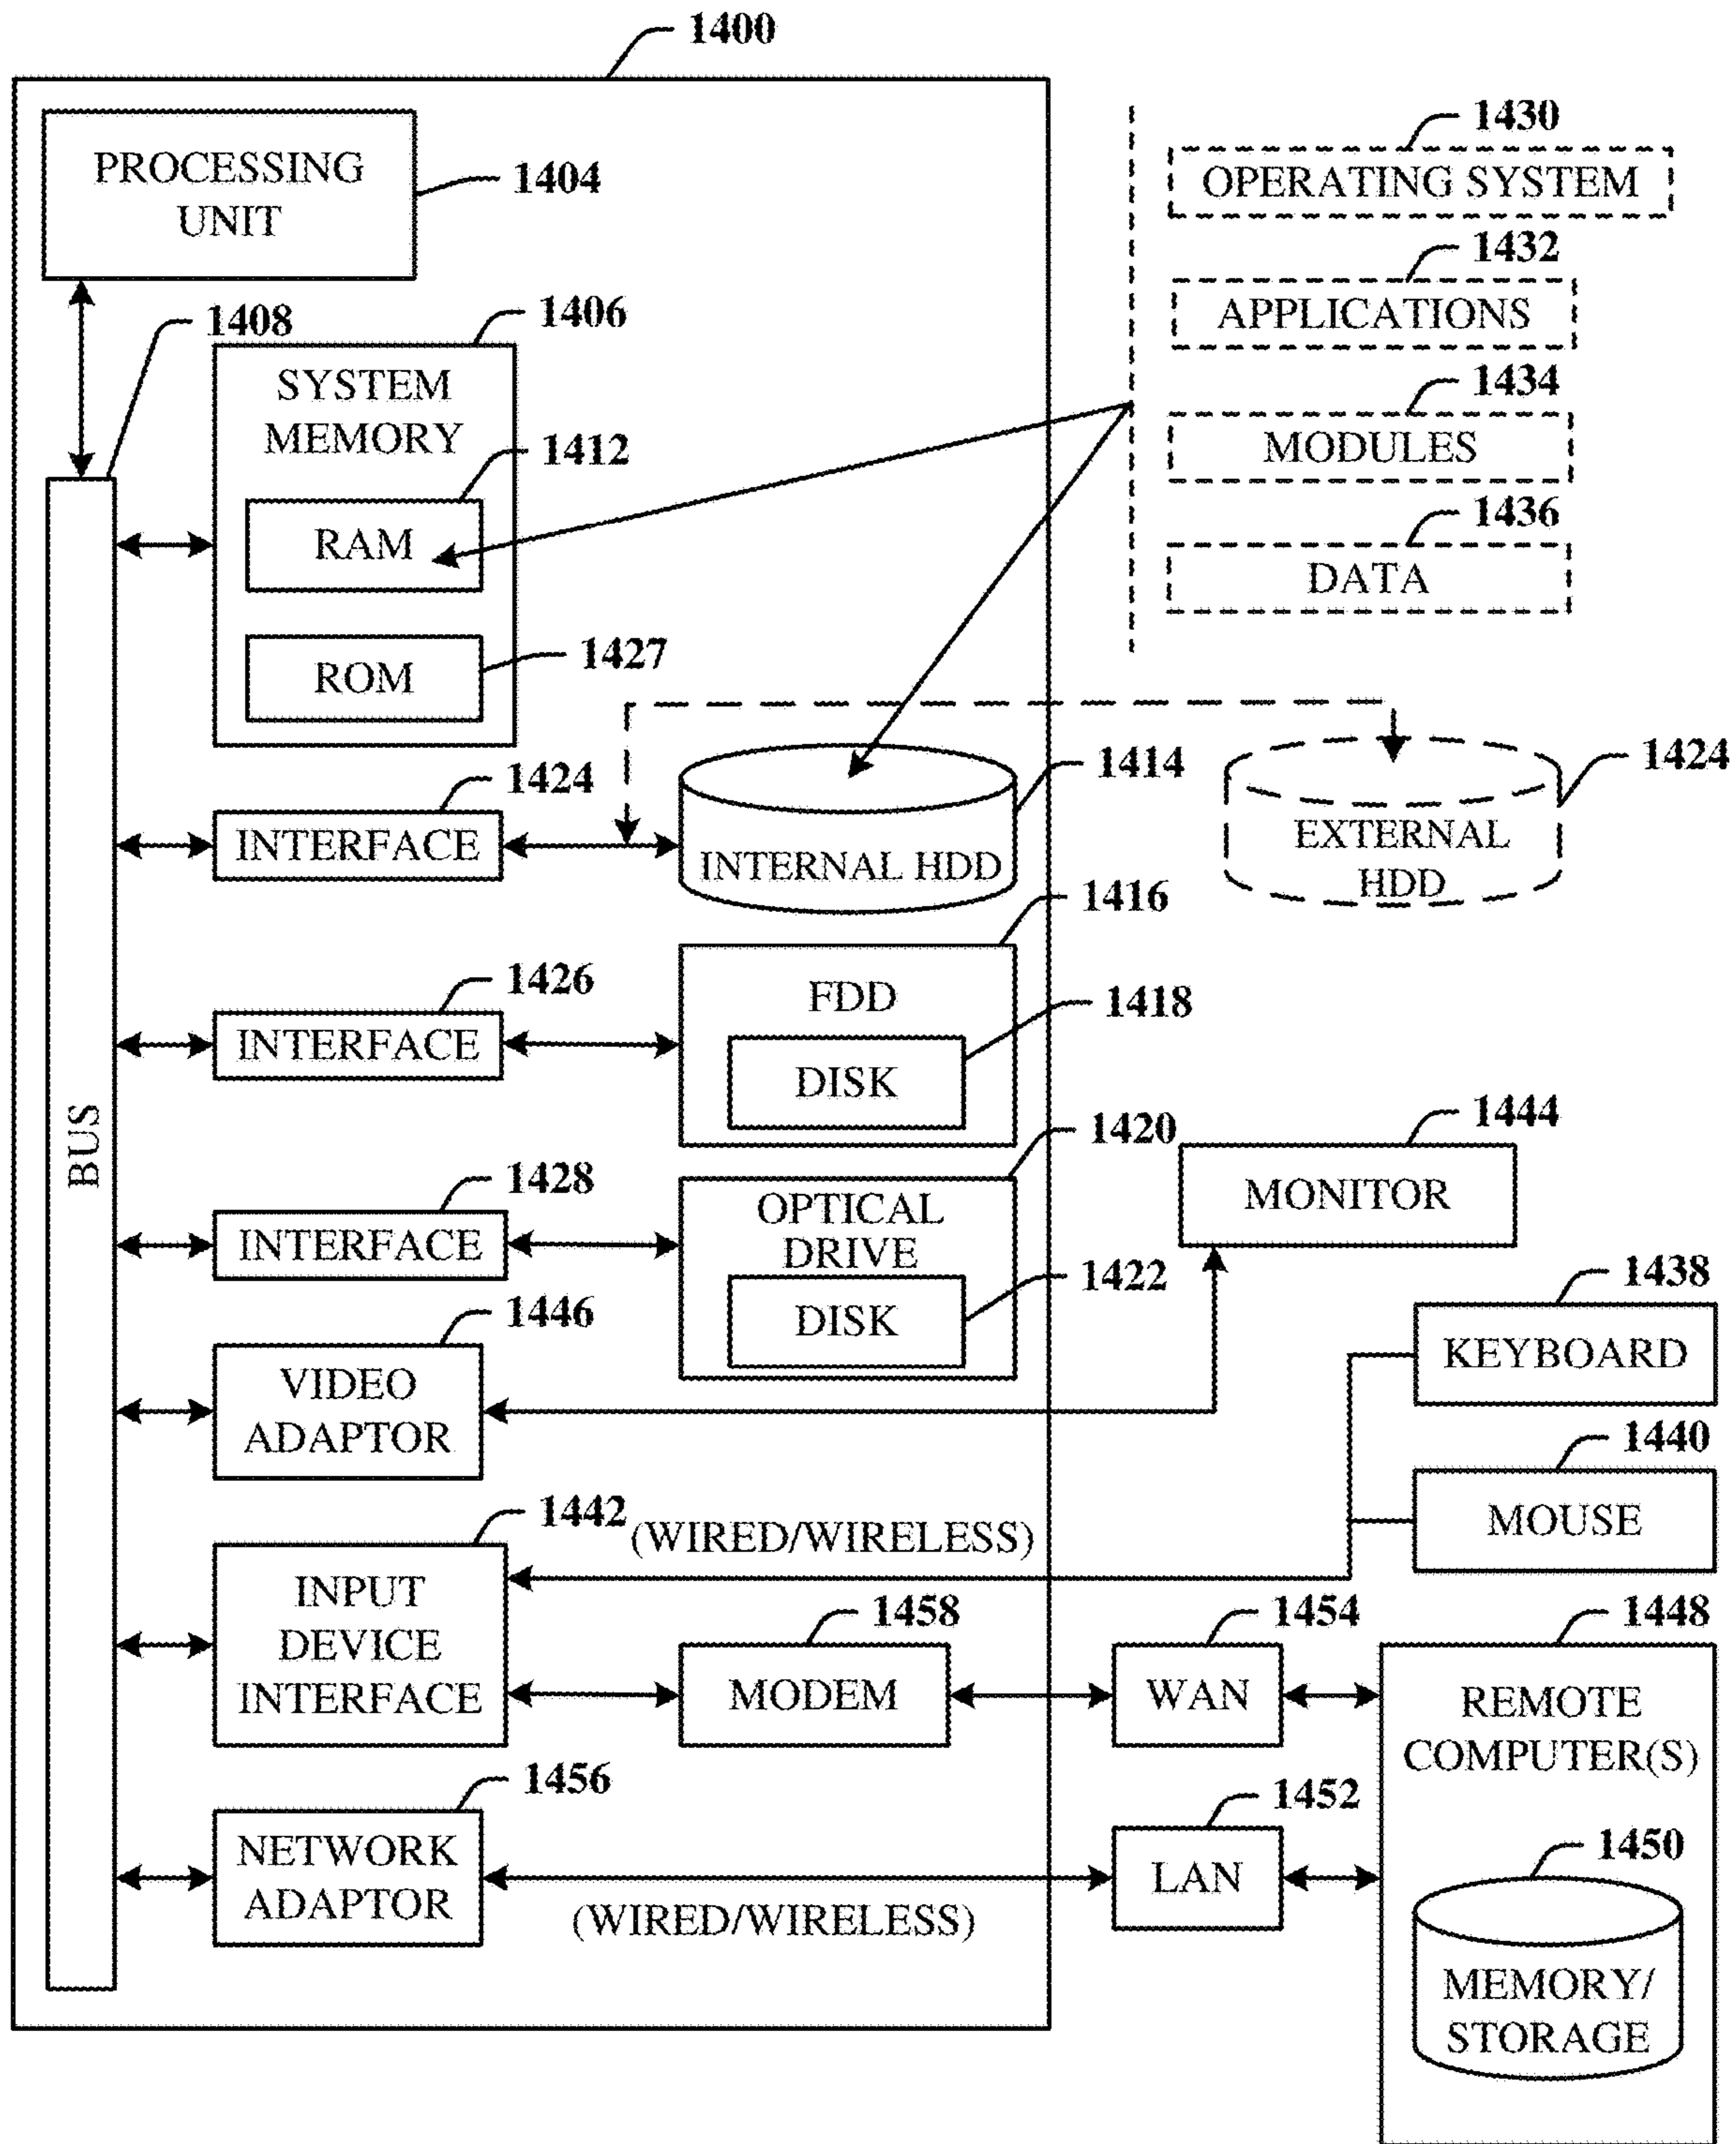 1400
PROCESSING
UNIT
1404
1430
OPERATING SYSTEM
1432
APPLICATIONS
1434
MODULES
1436
DATA
1408
1406
SYSTEM
MEMORY
1412
RAM
1427
ROM
1424
INTERFACE
1414
INTERNAL HDD
1424
EXTERNAL
HDD
1426
INTERFACE
1416
FDD
1418
DISK
BUS
1428
INTERFACE
1420
OPTICAL
DRIVE
1422
DISK
1444
MONITOR
1446
VIDEO
ADAPTOR
1438
KEYBOARD
1440
MOUSE
1442
(WIRED/WIRELESS)
INPUT
DEVICE
INTERFACE
1458
MODEM
1454
WAN
1448
REMOTE
COMPUTER(S)
1456
NETWORK
ADAPTOR
(WIRED/WIRELESS)
1452
LAN
1450
MEMORY/
STORAGE